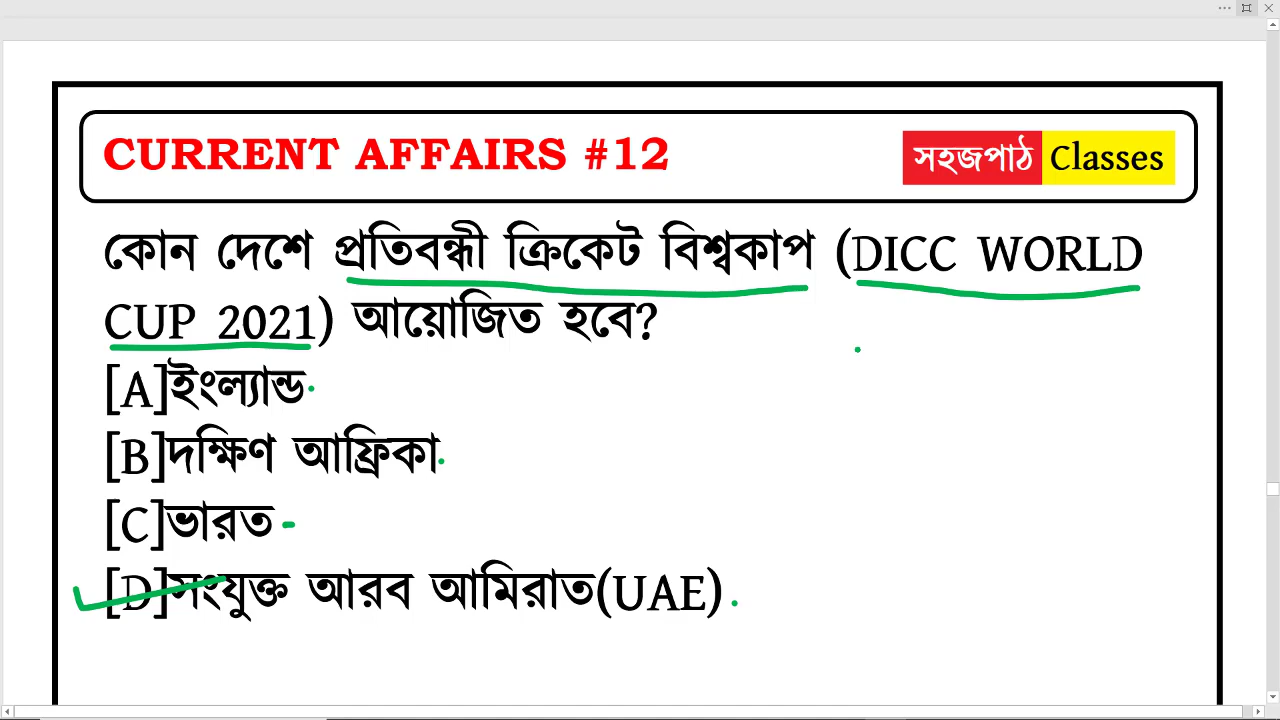 CURRENT AFFAIRS #12
সহজপাঠ Classes
কোন দেশে প্রতিবন্ধী ক্রিকেট বিশ্বকাপ (DICC WORLD
CUP 2021) আয়োজিত হবে?
[A]ইংল্যান্ড
[B]দক্ষিণ আফ্রিকা
[C]ভারত
[D]সংযুক্ত আরব আমিরাত(UAE)